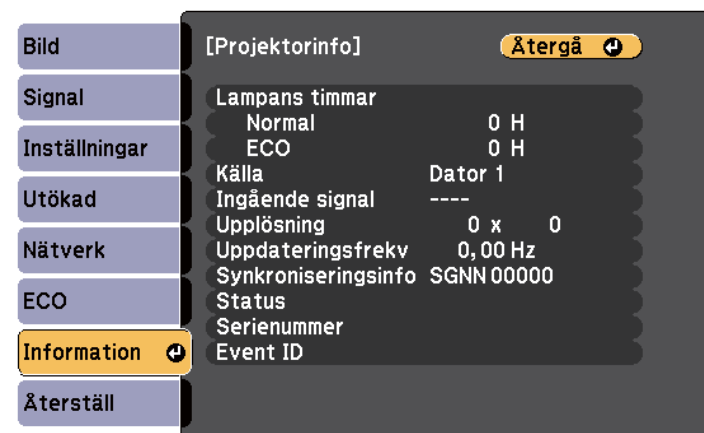 Bild
Signal
Inställningar
Utökad
Nätverk
ECO
Information
Återställ
[Projektorinfo] Återgå
Lampans timmar
Normal 0 H
ECO 0 H
Källa Dator 1
Ingående signal ----
Upplösning 0 x 0
Uppdateringsfrekv 0,00 Hz
Synkroniseringsinfo SGNN 00000
Status
Serienummer
Event ID